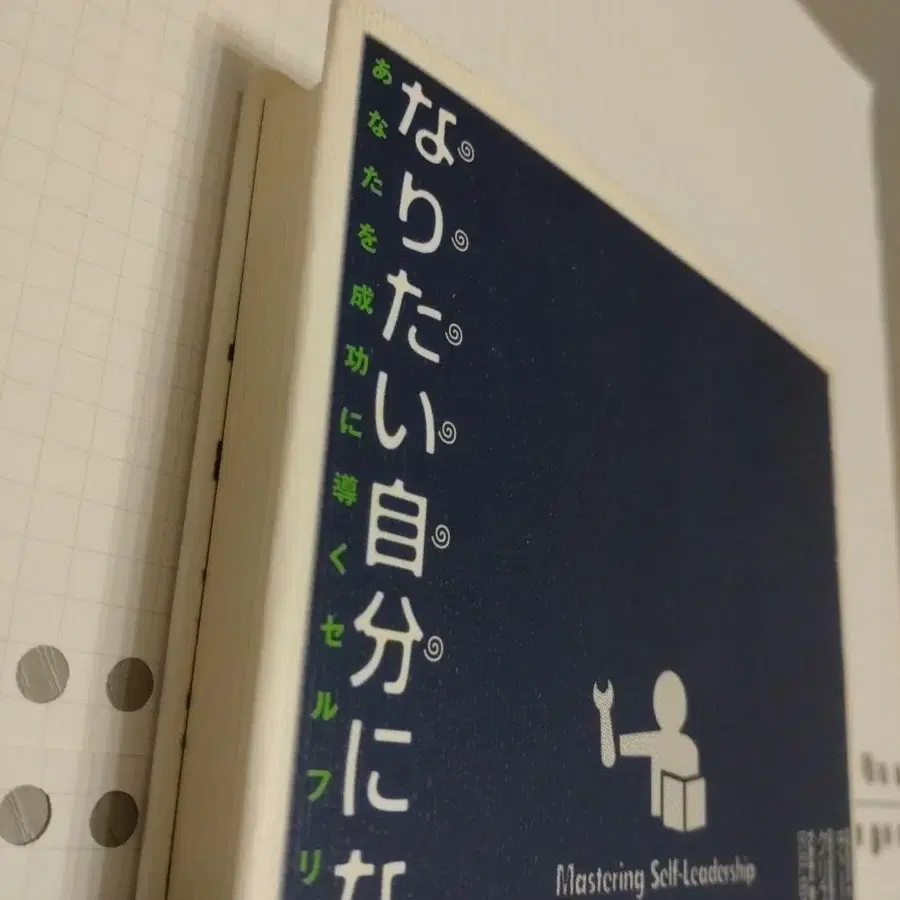 なりたい自分にな
あなたを成功に導くセルフリ
Mastering Self-Leadership